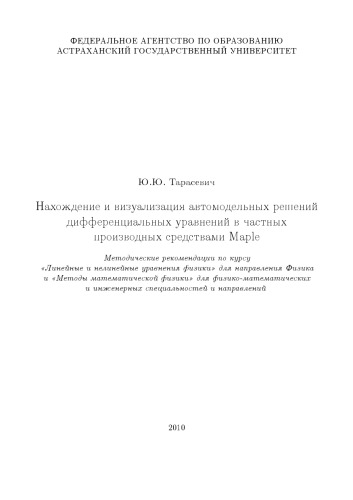 ФЕДЕРАЛЬНОЕ АГЕНТСТВО ПО ОБРАЗОВАНИЮ
АСТРАХАНСКИЙ ГОСУДАРСТВЕННЫЙ УНИВЕРСИТЕТ
Ю.Ю. Тарасевич
Нахождение и визуализация автомодельных решений
дифференциальных уравнений в частных
производных средствами Maple
Методические рекомендации по курсу
«Линейные и нелинейные уравнения физики» для направления Физика
и «Методы математической физики» для физико-математических
и инженерных специальностей и направлений
2010